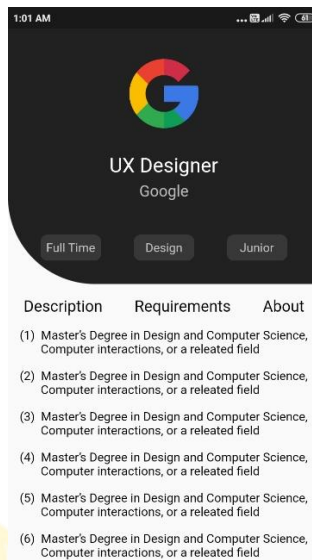 1:01 AM
61
UX Designer
Google
Full Time Design Junior
Description Requirements About
(1) Master's Degree in Design and Computer Science,
Computer interactions, or a releated field
(2) Master's Degree in Design and Computer Science,
Computer interactions, or a releated field
(3) Master's Degree in Design and Computer Science,
Computer interactions, or a releated field
(4) Master's Degree in Design and Computer Science,
Computer interactions, or a releated field
(5) Master's Degree in Design and Computer Science,
Computer interactions, or a releated field
(6) Master's Degree in Design and Computer Science,
Computer interactions, or a releated field